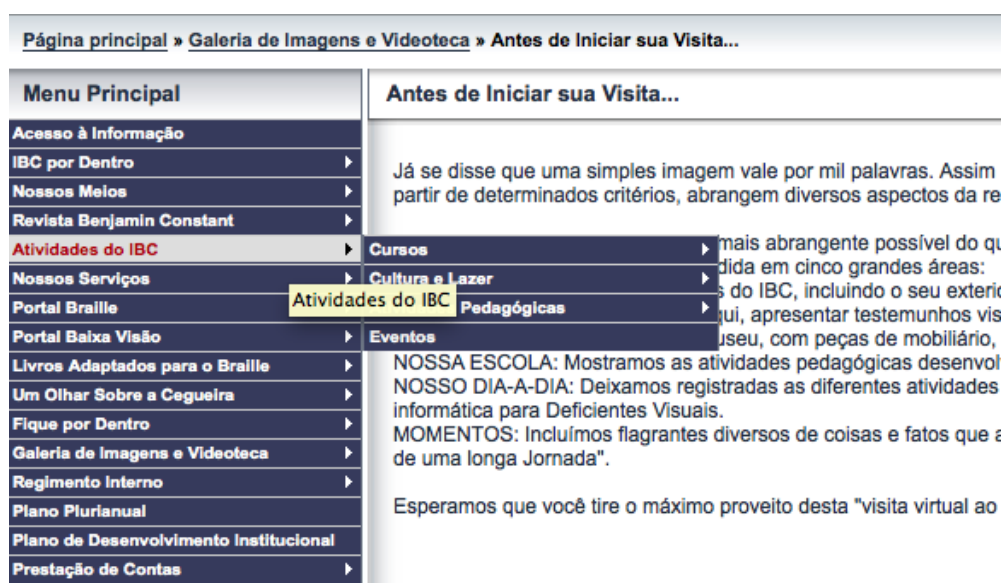 Página principal » Galeria de Imagens e Videoteca » Antes de Iniciar sua Visita...
Menu Principal
Acesso à Informação
IBC por Dentro
Nossos Meios
Revista Benjamin Constant
Atividades do IBC
Nossos Serviços
Portal Braille
Portal Baixa Visão
Livros Adaptados para o Braille
Um Olhar Sobre a Cegueira
Fique por Dentro
Galeria de Imagens e Videoteca
Regimento Interno
Plano Plurianual
Plano de Desenvolvimento Institucional
Prestação de Contas
Cursos
Cultura e Lazer
Pedagógicas
Eventos
Atividades do IBC
Antes de Iniciar sua Visita...
Já se disse que uma simples imagem vale por mil palavras. Assim
partir de determinados critérios, abrangem diversos aspectos da re
mais abrangente possível do qu
dida em cinco grandes áreas:
s do IBC, incluindo o seu exterio
qui, apresentar testemunhos vis
useu, com peças de mobiliário,
NOSSA ESCOLA: Mostramos as atividades pedagógicas desenvol
NOSSO DIA-A-DIA: Deixamos registradas as diferentes atividades
informática para Deficientes Visuais.
MOMENTOS: Incluímos flagrantes diversos de coisas e fatos que a
de uma longa Jornada".
Esperamos que você tire o máximo proveito desta "visita virtual ao